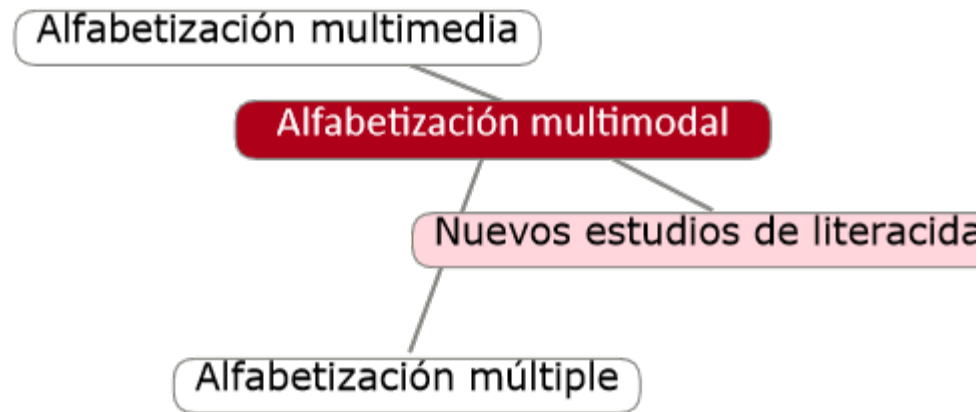 Alfabetización multimedia
Alfabetización multimodal
Nuevos estudios de literacida
Alfabetización múltiple